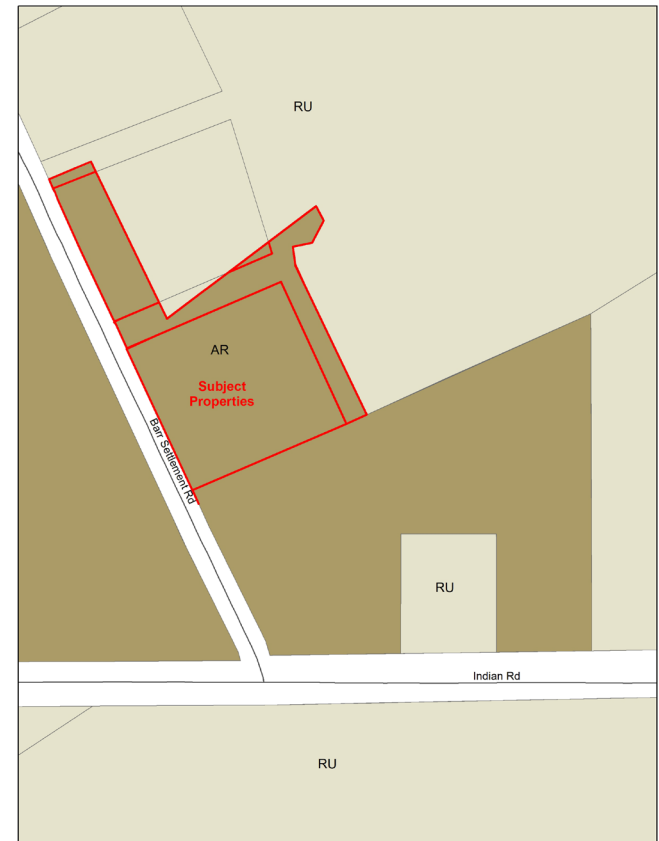 RU
AR
Subject
Properties
Barr Settlement Rd
RU
Indian Rd
RU